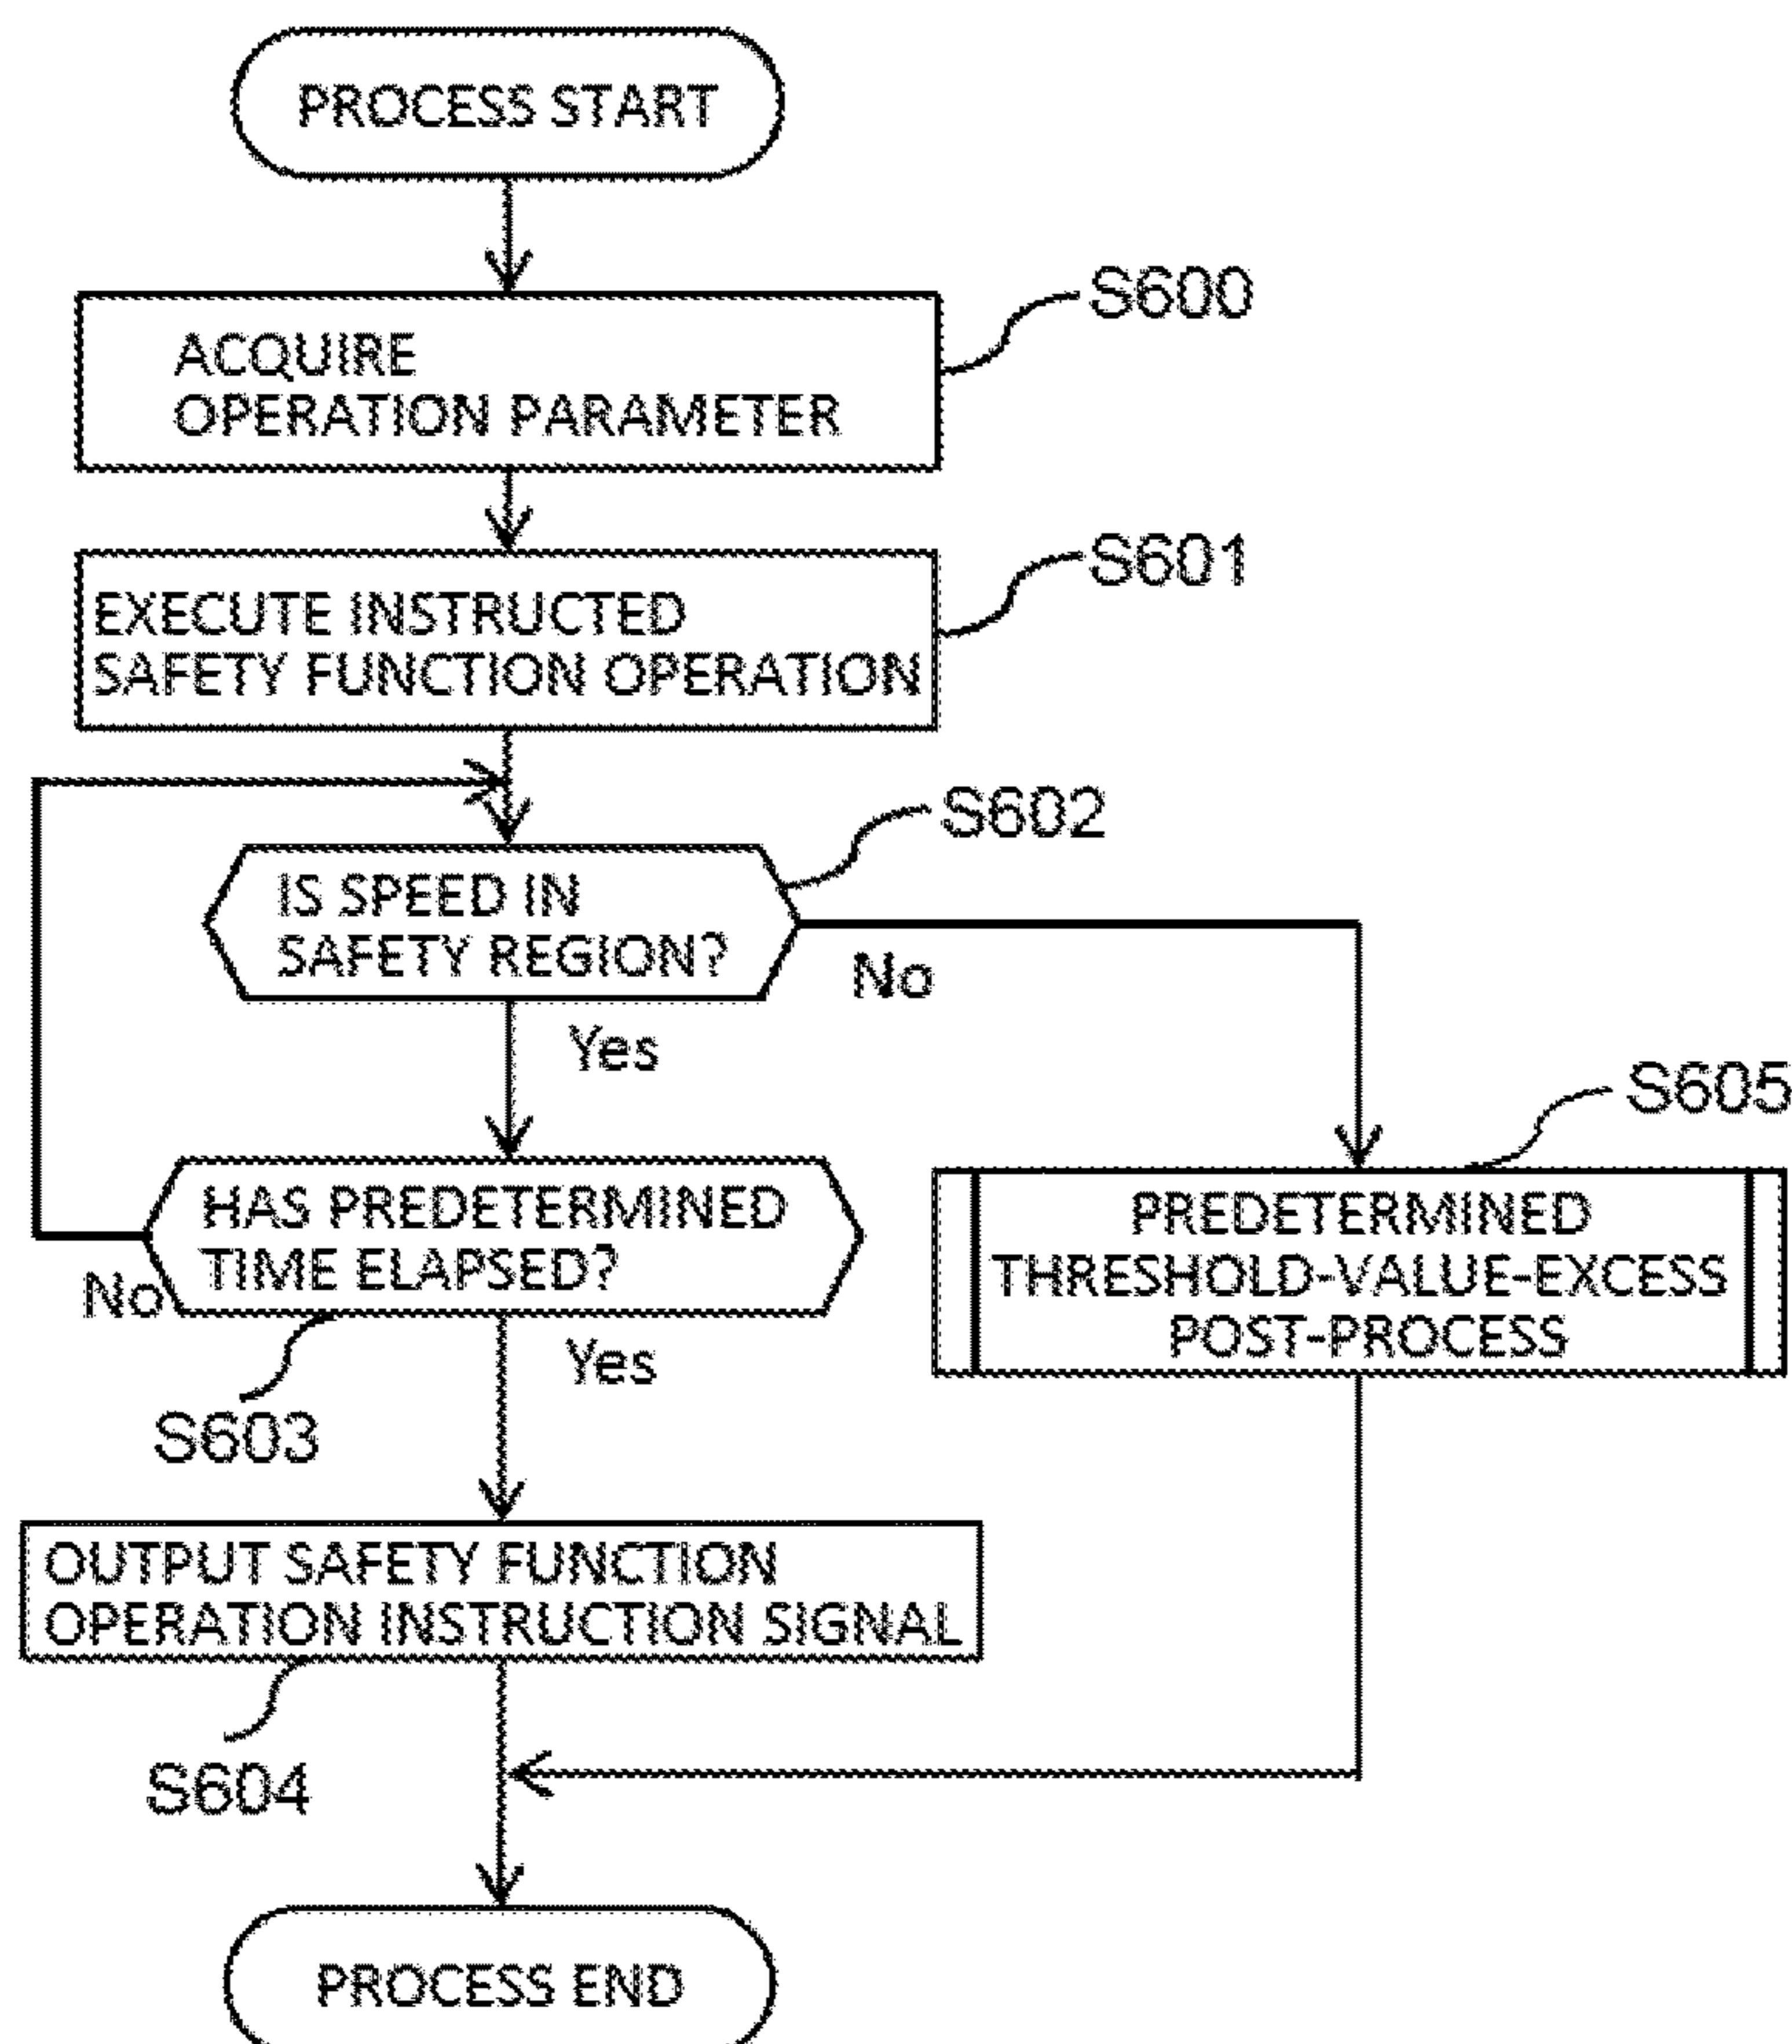 PROCESS START
S600
ACQUIRE
OPERATION PARAMETER
S601
EXECUTE INSTRUCTED
SAFETY FUNCTION OPERATION
S602
IS SPEED IN
SAFETY REGION?
No
Yes
S605
HAS PREDETERMINED
TIME ELAPSED?
No
Yes
S603
PREDETERMINED
THRESHOLD-VALUE-EXCESS
POST-PROCESS
OUTPUT SAFETY FUNCTION
OPERATION INSTRUCTION SIGNAL
S604
PROCESS END